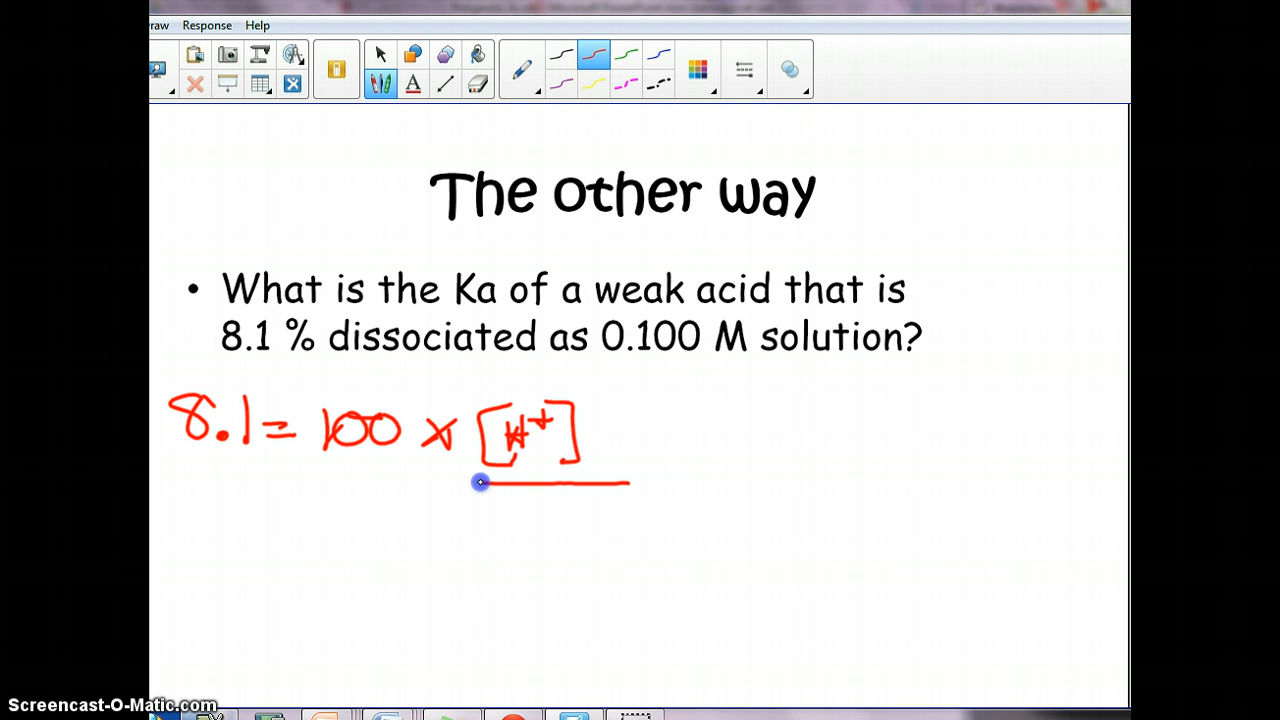 raw Response Help
The other way
• What is the Ka of a weak acid that is
8.1 % dissociated as 0.100 M solution?
8.1 = 100 x [H+]
Screencast-O-Matic.com